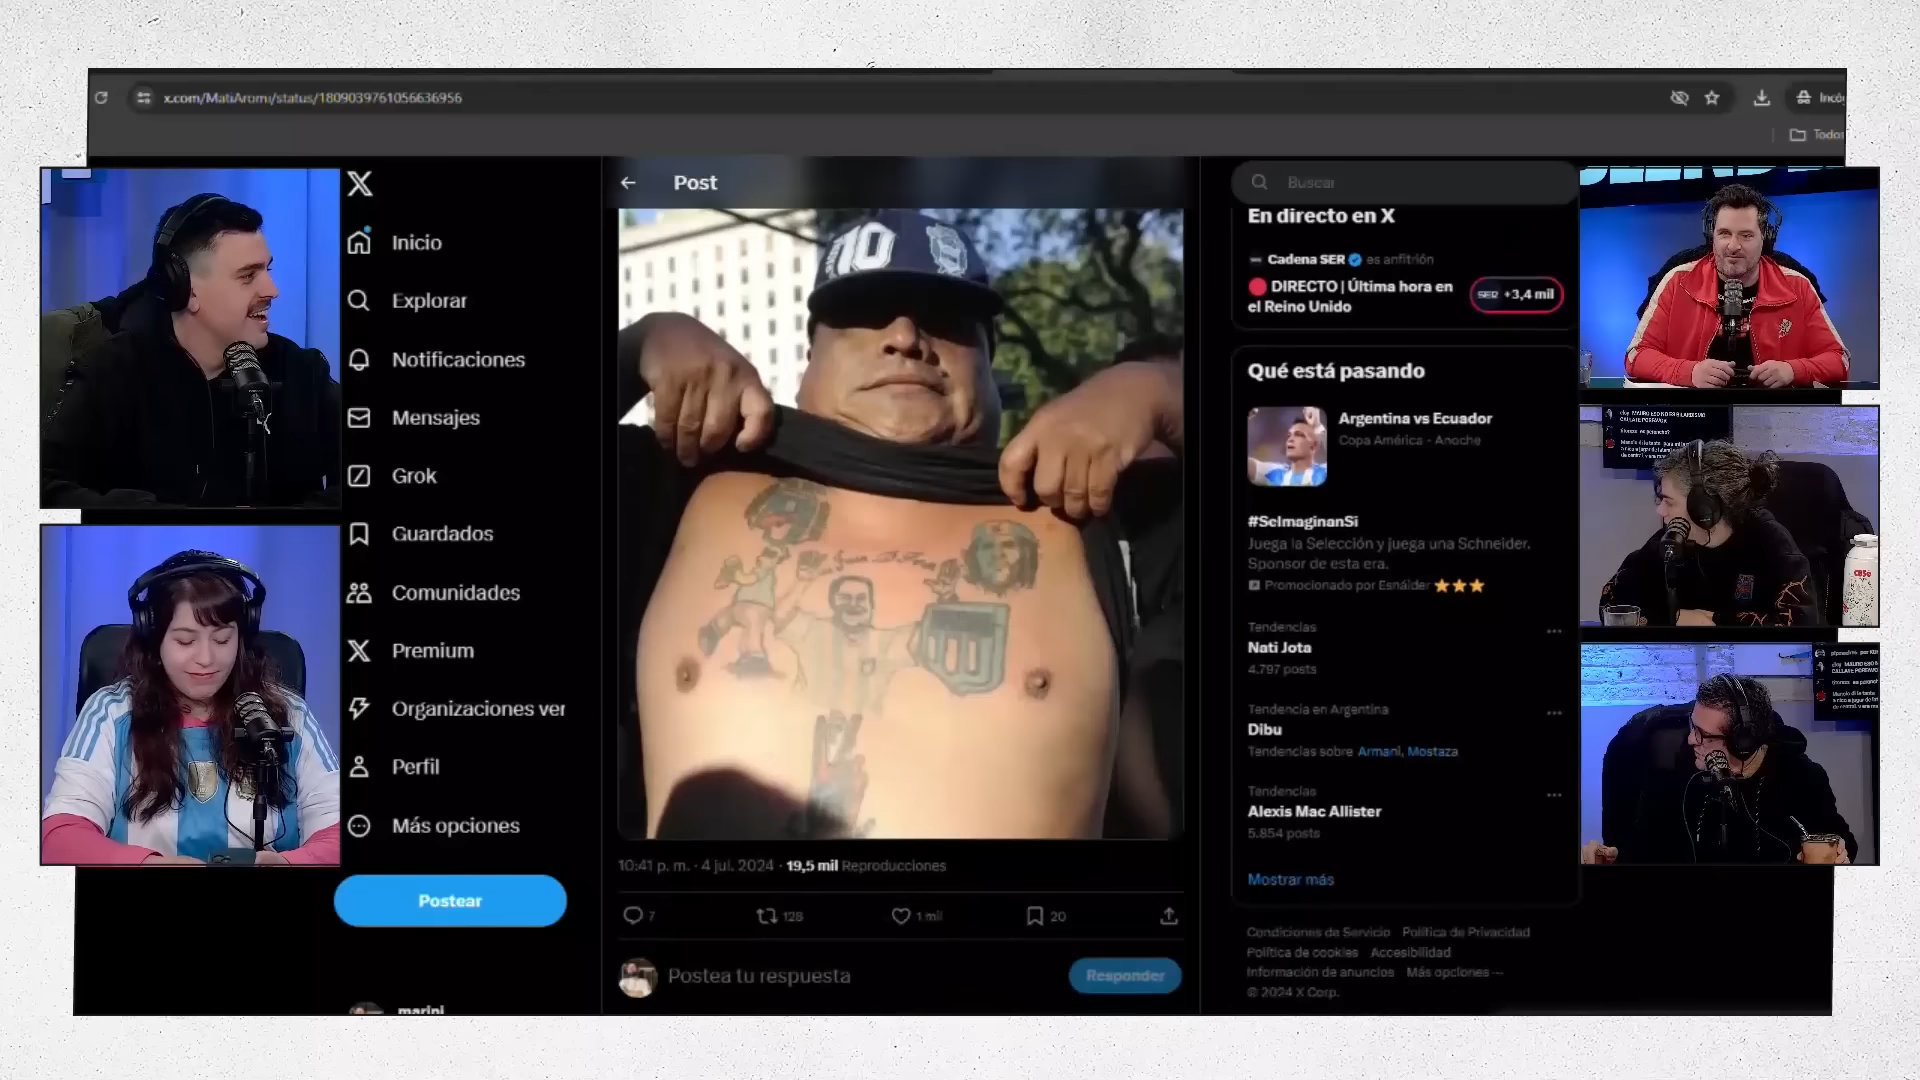 x.com/MatiAromi/status/1809039761056636956
Todos
Post
Buscar
Inicio
Explorar
Notificaciones
Mensajes
Grok
Guardados
Comunidades
Premium
Organizaciones ver
Perfil
Más opciones
Postear
marini
10
10:41 p. m. · 4 jul. 2024 · 19,5 mil Reproducciones
7
128
1 mil
20
Postea tu respuesta
Responder
En directo en X
Cadena SER es anfitrión
DIRECTO | Última hora en
el Reino Unido
SER +3,4 mil
Qué está pasando
Argentina vs Ecuador
Copa América · Anoche
#SeImaginanSi
Juega la Selección y juega una Schneider.
Sponsor de esta era.
Promocionado por Esnáider
Tendencias
Nati Jota
4.797 posts
Tendencia en Argentina
Dibu
Tendencias sobre Armani, Mostaza
Tendencias
Alexis Mac Allister
5.854 posts
Mostrar más
Condiciones de Servicio Política de Privacidad
Política de cookies Accesibilidad
Información de anuncios Más opciones ···
© 2024 X Corp.